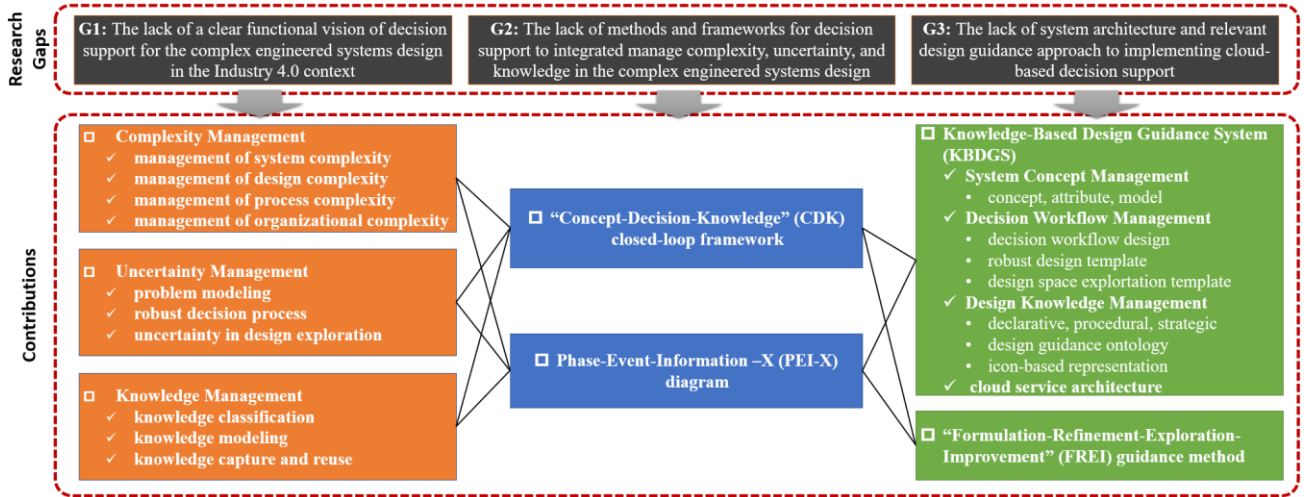 Research
Gaps
G1: The lack of a clear functional vision of decision
support for the complex engineered systems design
in the Industry 4.0 context
G2: The lack of methods and frameworks for decision
support to integrated manage complexity, uncertainty, and
knowledge in the complex engineered systems design
G3: The lack of system architecture and relevant
design guidance approach to implementing cloud-
based decision support
Contributions
Complexity Management
✓ management of system complexity
✓ management of design complexity
✓ management of process complexity
✓ management of organizational complexity
Uncertainty Management
✓ problem modeling
✓ robust decision process
✓ uncertainty in design exploration
Knowledge Management
✓ knowledge classification
✓ knowledge modeling
✓ knowledge capture and reuse
“Concept-Decision-Knowledge” (CDK)
closed-loop framework
Phase-Event-Information –X (PEI-X)
diagram
Knowledge-Based Design Guidance System
(KBDGS)
✓ System Concept Management
• concept, attribute, model
✓ Decision Workflow Management
• decision workflow design
• robust design template
• design space explortation template
✓ Design Knowledge Management
• declarative, procedural, strategic
• design guidance ontology
• icon-based representation
✓ cloud service architecture
“Formulation-Refinement-Exploration-
Improvement” (FREI) guidance method